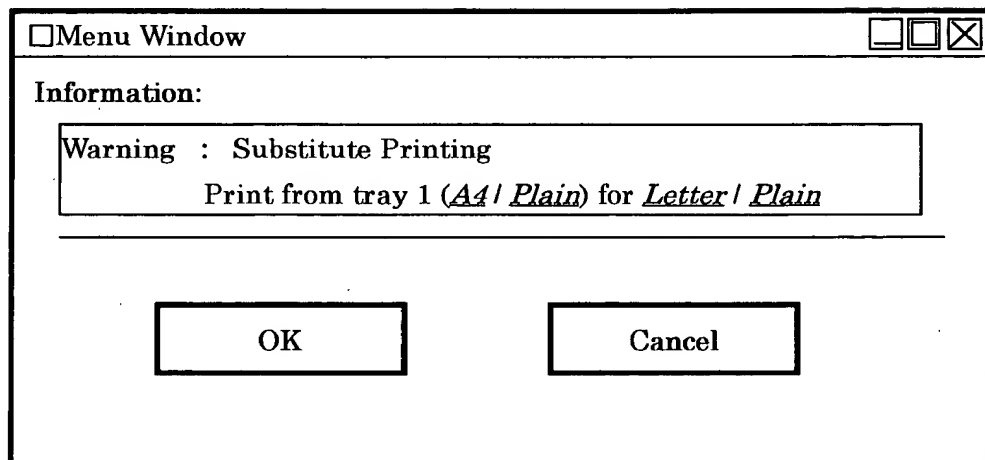 Menu Window
Information:
Warning : Substitute Printing
Print from tray 1 (A4 / Plain) for Letter / Plain
OK
Cancel